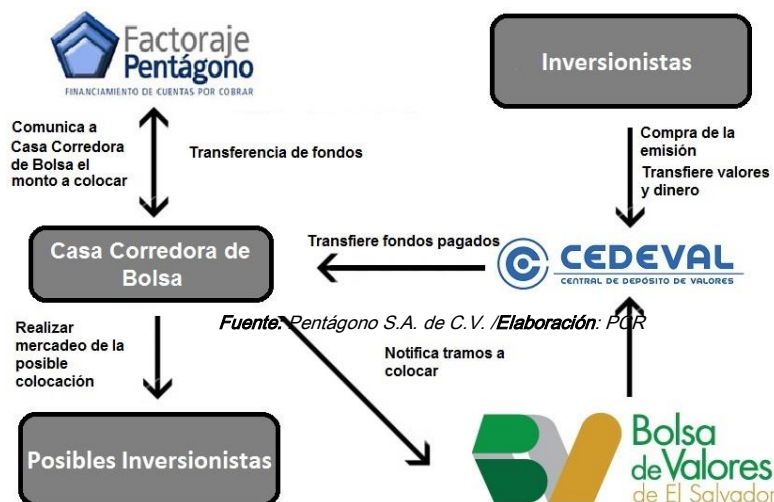 Factoraje
Pentágono
FINANCIAMIENTO DE CUENTAS POR COBRAR
Inversionistas
Comunica a
Casa Corredora
de Bolsa el
monto a colocar
Transferencia de fondos
Compra de la
emisión
Transfiere valores
y dinero
Casa Corredora de
Bolsa
Transfiere fondos pagados
CEDEVAL
CENTRAL DE DEPÓSITO DE VALORES
Fuente: Pentágono S.A. de C.V. /Elaboración: PCR
Realizar
mercadeo de la
posible
colocación
Notifica tramos a
colocar
Posibles Inversionistas
Bolsa
de Valores
de El Salvador